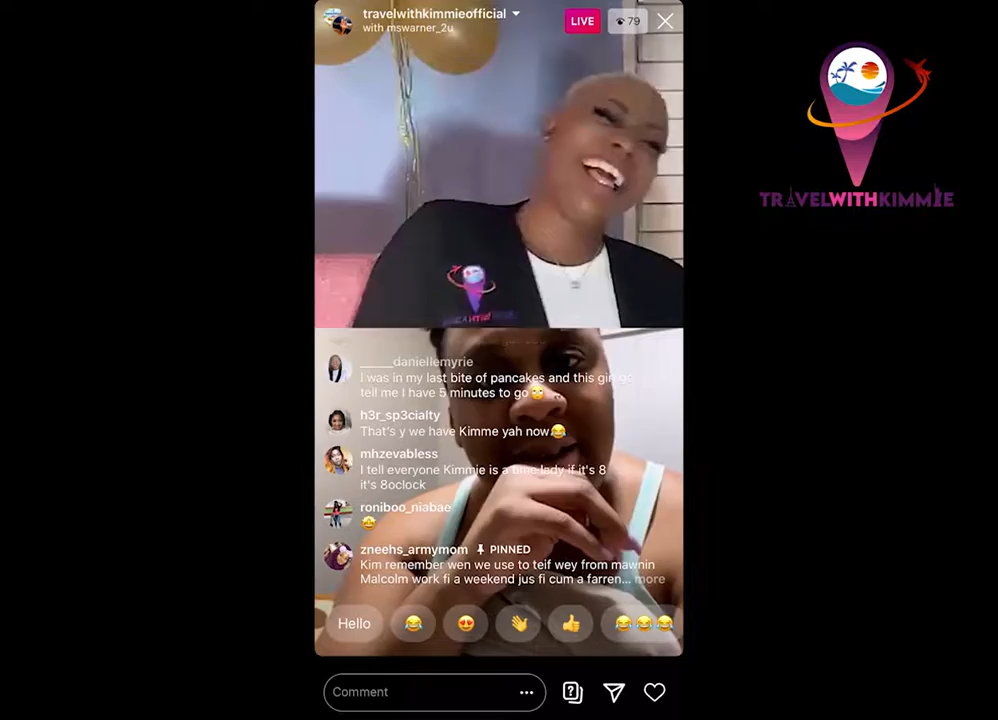 travelwithkimmieofficial
with mswarner_2u
LIVE
79
TRAVELWITHKIMMIE
_____daniellemyrie
I was in my last bite of pancakes and this girl go
tell me I have 5 minutes to go🙄
h3r_sp3cialty
That's y we have Kimme yah now😂
mhzevabless
I tell everyone Kimmie is a time lady if it's 8
it's 8oclock
roniboo_niabae
🤩
zneehs_armymom PINNED
Kim remember wen we use to teif wey from mawnin
Malcolm work fi a weekend jus fi cum a farren... more
Hello 😂 😍 👋 👍 😂😂😂
Comment ...